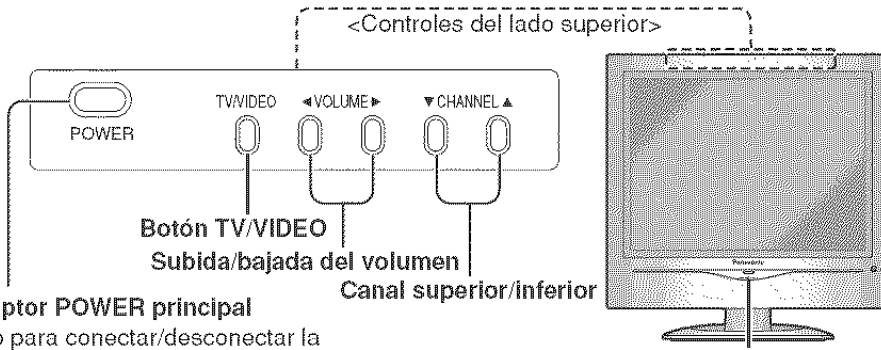 <Controles del lado superior>
POWER
TV/VIDEO
◀VOLUME▶
▼CHANNEL▲
Botón TV/VIDEO
Subida/bajada del volumen
Canal superior/inferior
POWER principal
para conectar/desconectar la
Panasonic